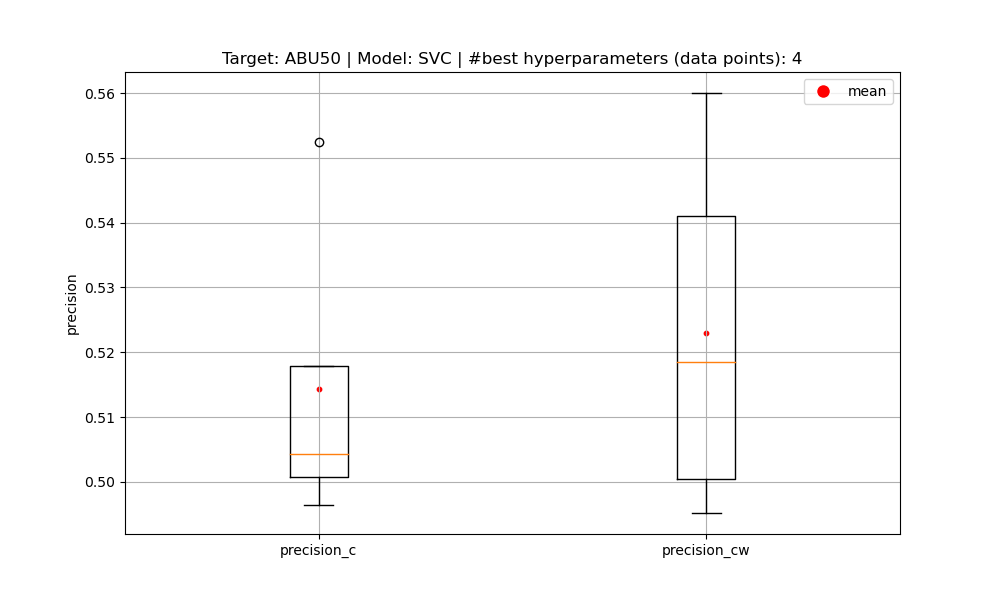 Target: ABU50 | Model: SVC | #best hyperparameters (data points): 4
mean
0.56
0.55
0.54
0.53
0.52
0.51
0.50
precision
precision_c
precision_cw